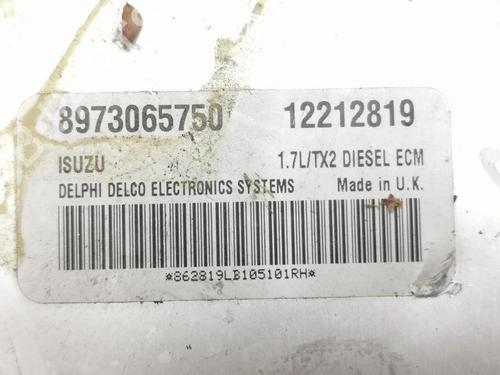 8973065750 12212819
ISUZU 1.7L/TX2 DIESEL ECM
DELPHI DELCO ELECTRONICS SYSTEMS Made in U.K.
*862819LB105101RH*